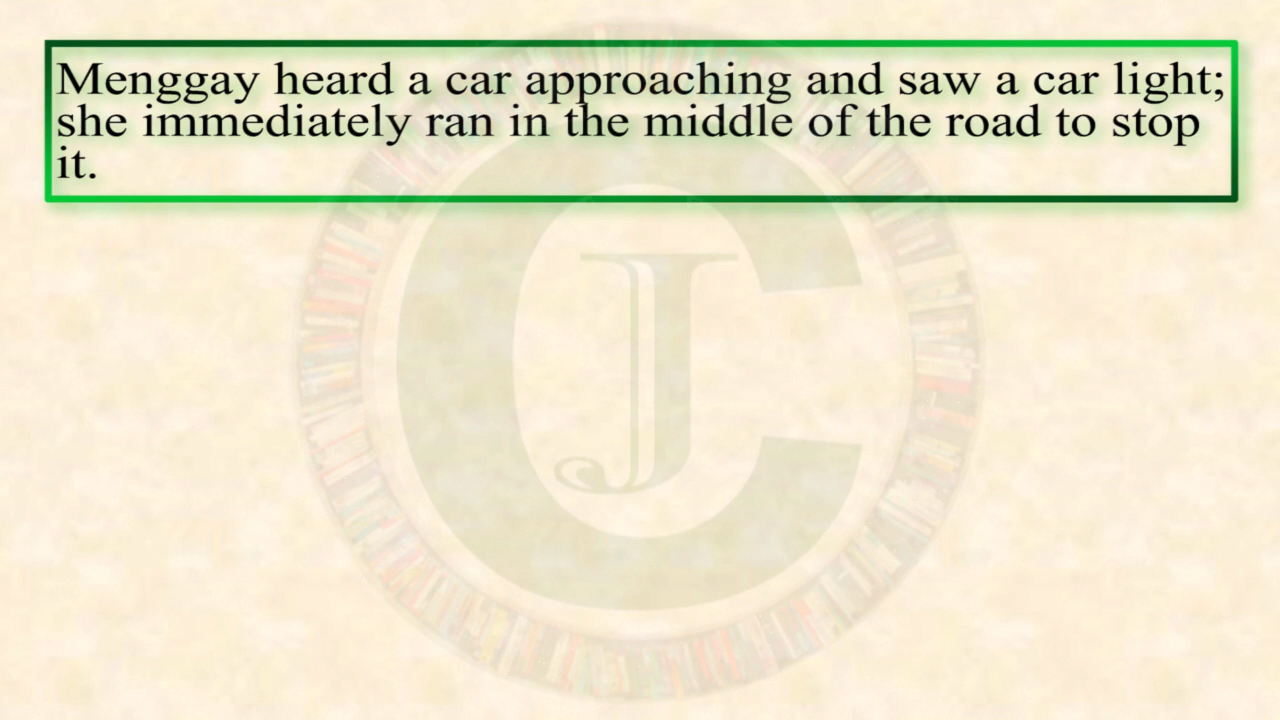 Menggay heard a car approaching and saw a car light;
she immediately ran in the middle of the road to stop
it.
CJ